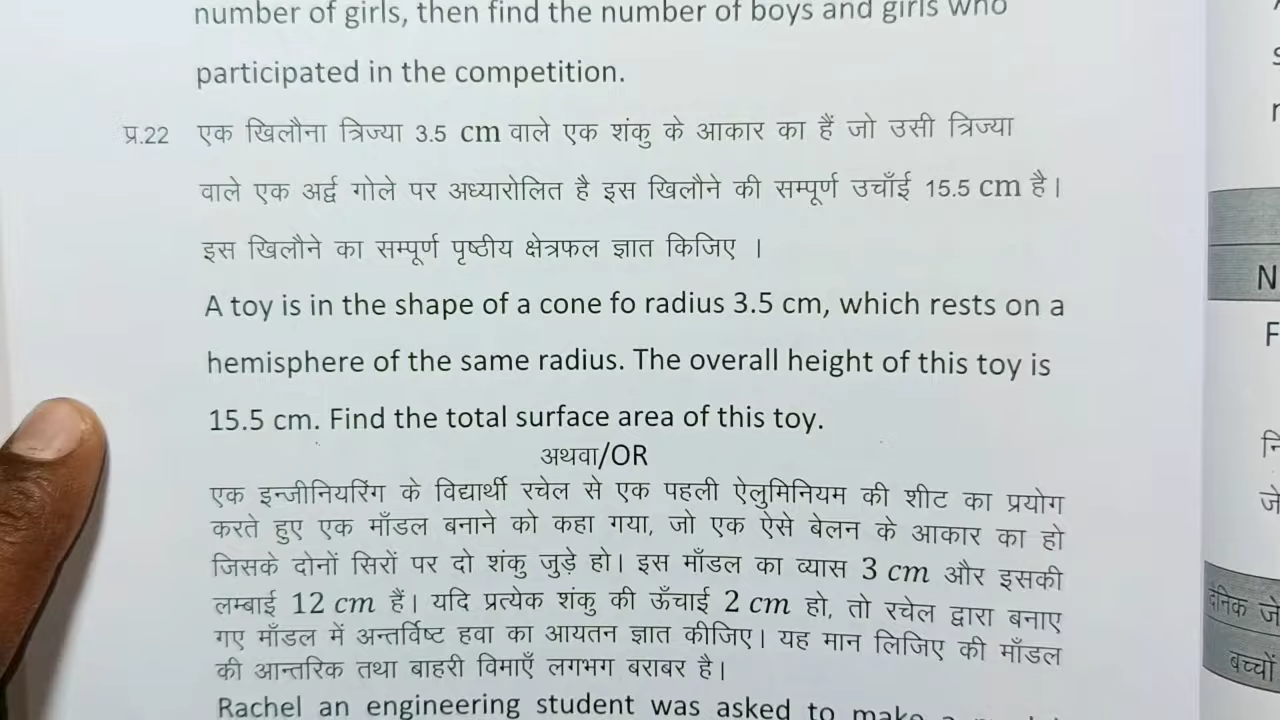 number of girls, then find the number of boys and girls who
participated in the competition.
प्र.22 एक खिलौना त्रिज्या 3.5 cm वाले एक शंकु के आकार का हैं जो उसी त्रिज्या
वाले एक अर्द्व गोले पर अध्यारोलित है इस खिलौने की सम्पूर्ण उचाँई 15.5 cm है।
इस खिलौने का सम्पूर्ण पृष्ठीय क्षेत्रफल ज्ञात किजिए ।
A toy is in the shape of a cone fo radius 3.5 cm, which rests on a
hemisphere of the same radius. The overall height of this toy is
15.5 cm. Find the total surface area of this toy.
अथवा/OR
एक इन्जीनियरिंग के विद्यार्थी रचेल से एक पहली ऐलुमिनियम की शीट का प्रयोग
करते हुए एक माँडल बनाने को कहा गया, जो एक ऐसे बेलन के आकार का हो
जिसके दोनों सिरों पर दो शंकु जुड़े हो। इस माँडल का व्यास 3 cm और इसकी
लम्बाई 12 cm हैं। यदि प्रत्येक शंकु की ऊँचाई 2 cm हो, तो रचेल द्वारा बनाए
गए माँडल में अन्तर्विष्ट हवा का आयतन ज्ञात कीजिए। यह मान लिजिए की माँडल
की आन्तरिक तथा बाहरी विमाएँ लगभग बराबर है।
Rachel an engineering student was asked to make a
दैनिक जे
बच्चों